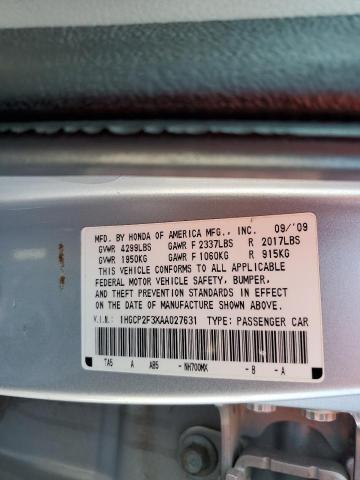 MFD. BY HONDA OF AMERICA MFG., INC. 09/'09
GVWR 4299LBS GAWR F 2337LBS R 2017LBS
GVWR 1950KG GAWR F 1060KG R 915KG
THIS VEHICLE CONFORMS TO ALL APPLICABLE
FEDERAL MOTOR VEHICLE SAFETY, BUMPER,
AND THEFT PREVENTION STANDARDS IN EFFECT
ON THE DATE OF MANUFACTURE SHOWN ABOVE.
V.I.N.: 1HGCP2F3XAA027631 TYPE: PASSENGER CAR
TA5 A AB5 -NH700MX -B -A